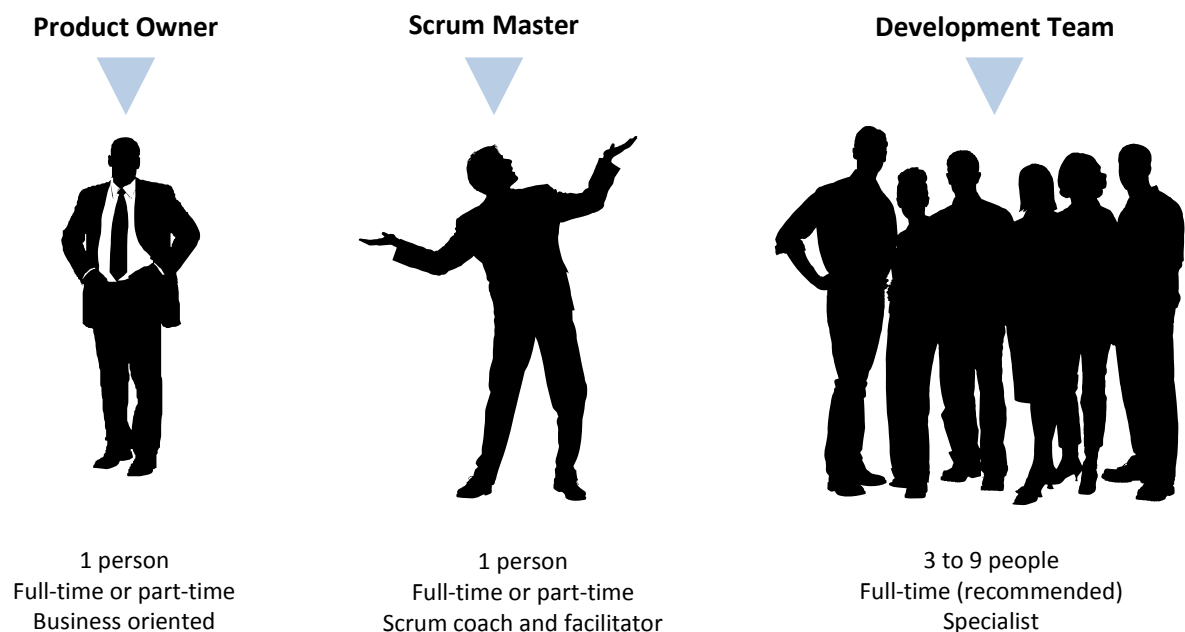 Product Owner
Scrum Master
Development Team
1 person
Full-time or part-time
Business oriented
1 person
Full-time or part-time
Scrum coach and facilitator
3 to 9 people
Full-time (recommended)
Specialist